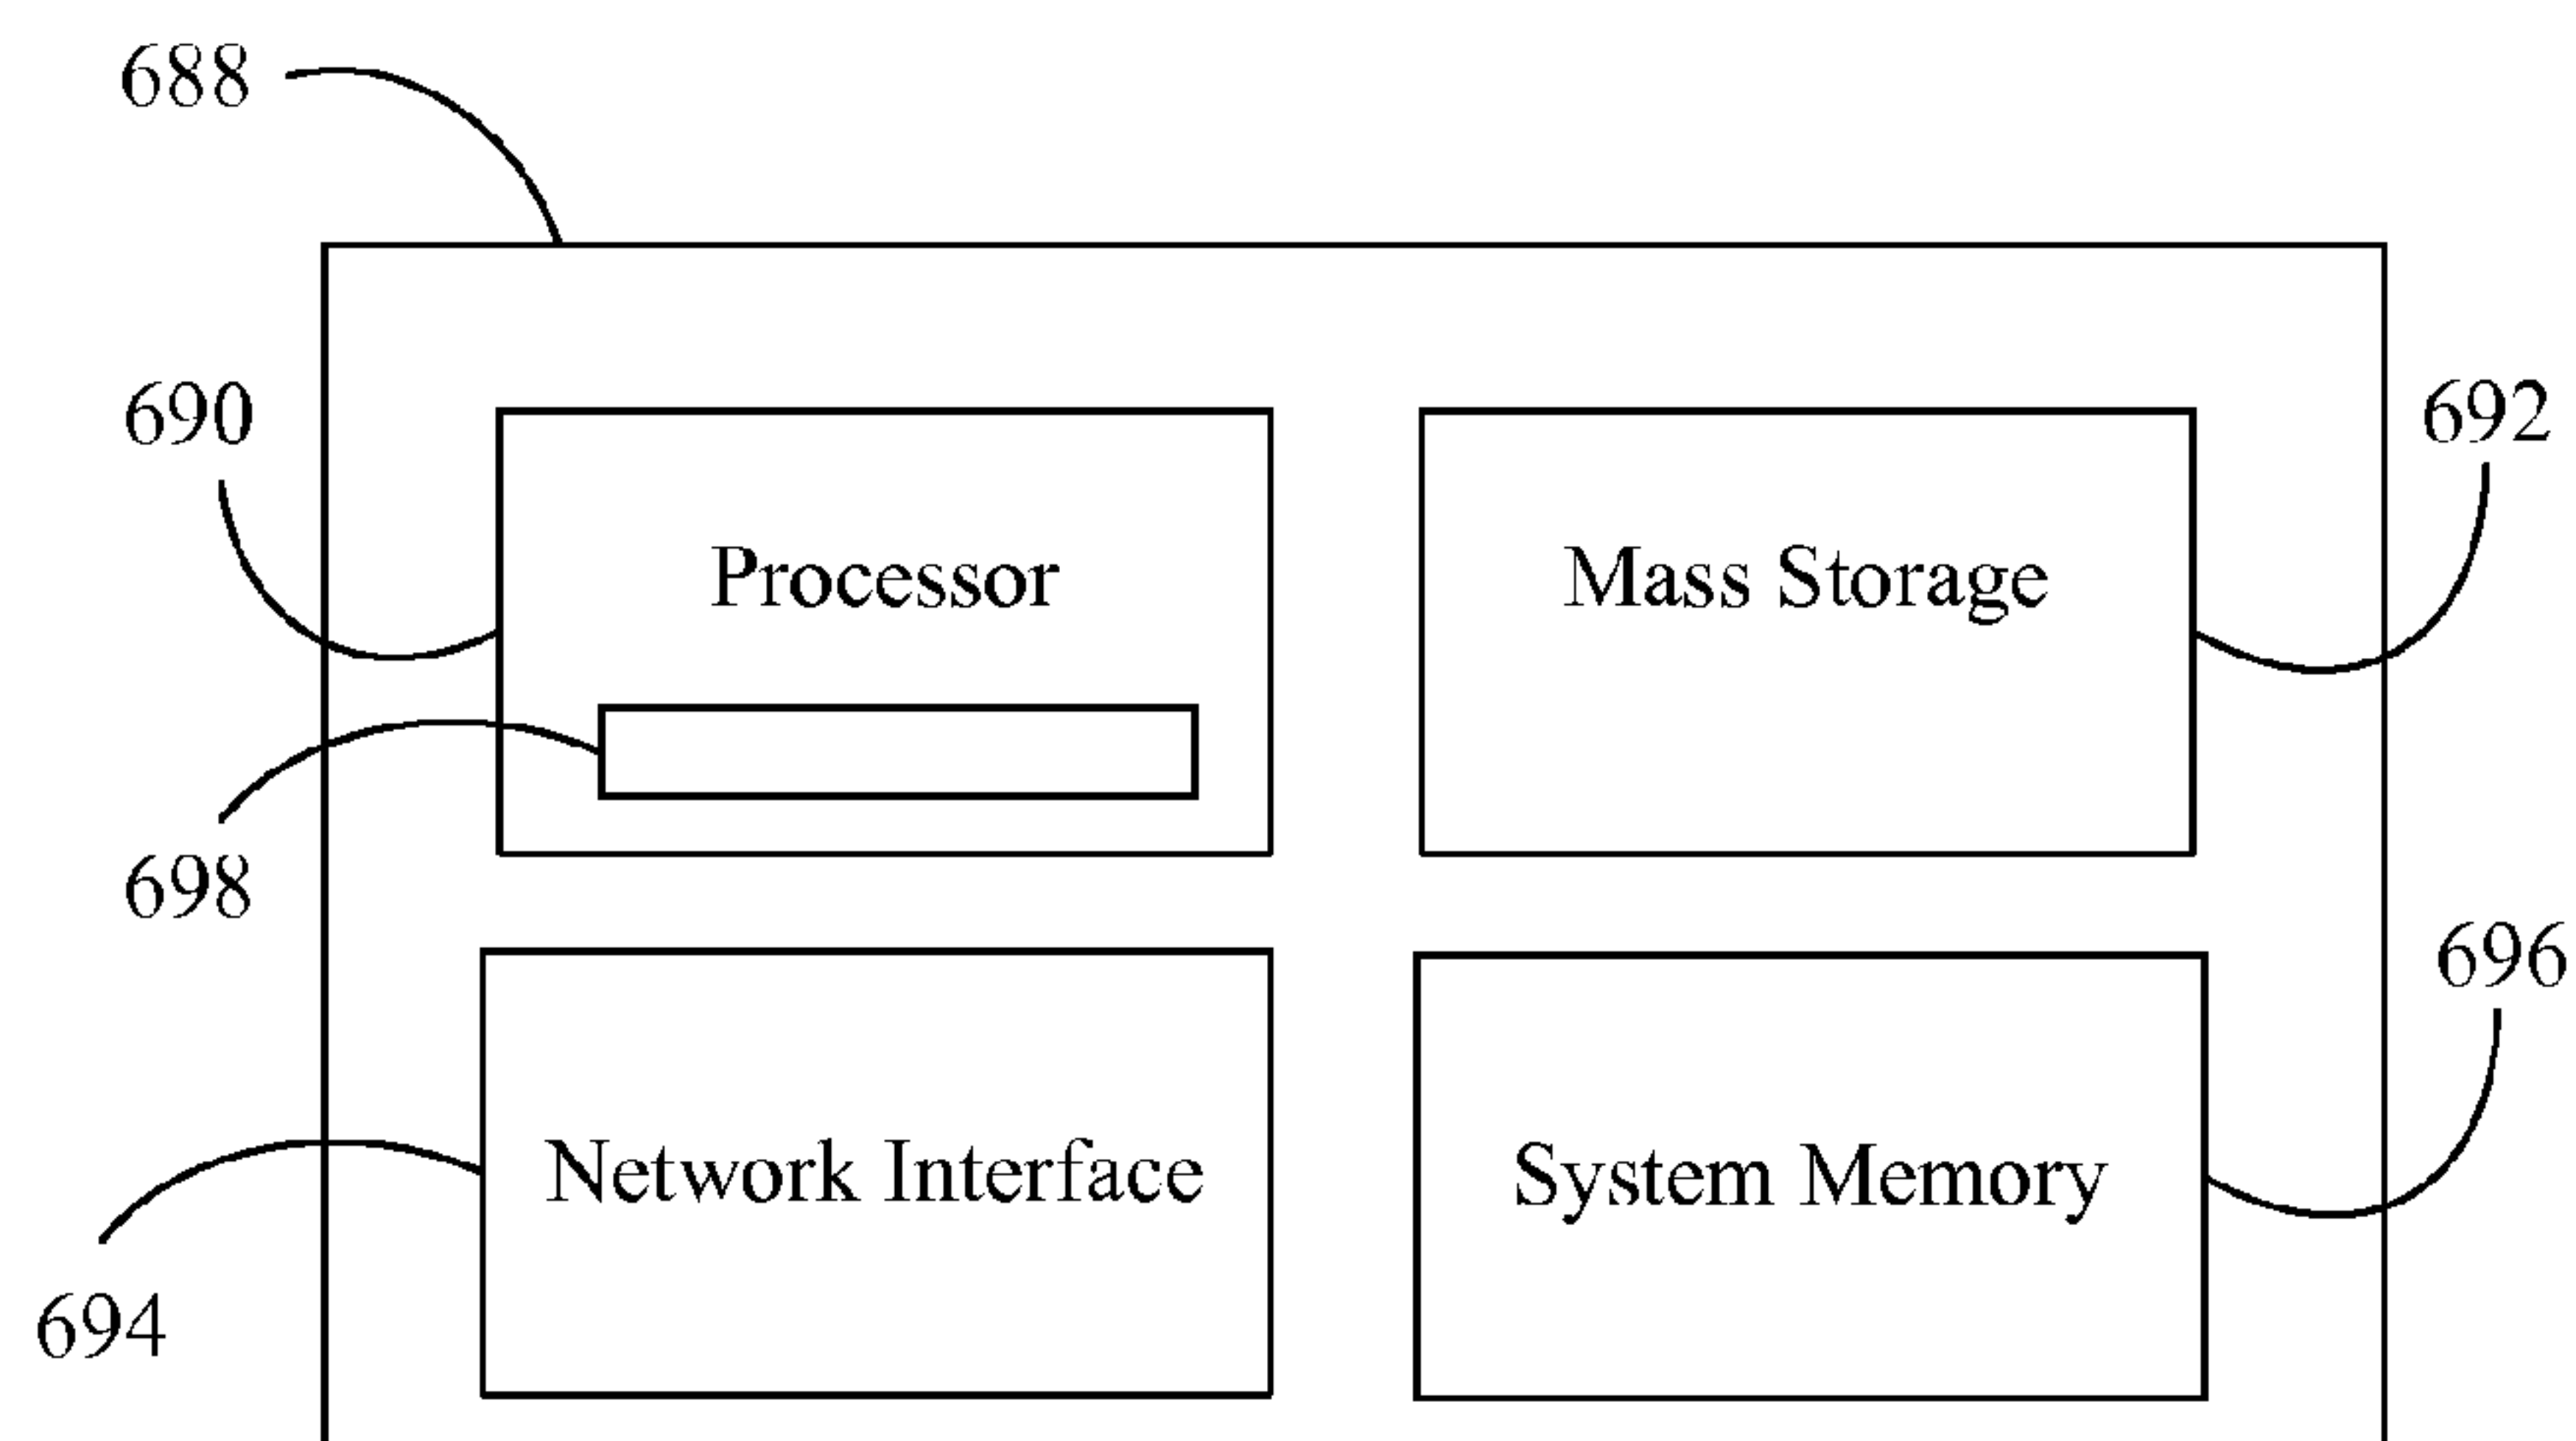 688
690
692
Processor
Mass Storage
698
696
Network Interface
System Memory
694